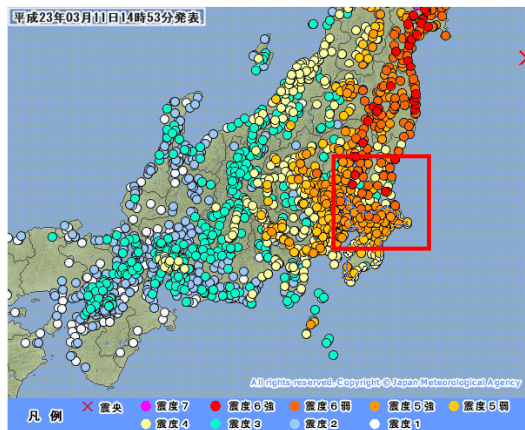 平成23年03月11日14時53分発表
All rights reserved. Copyright © Japan Meteorological Agency
凡 例 震央 震度7 震度6強 震度6弱 震度5強 震度5弱
震度4 震度3 震度2 震度1